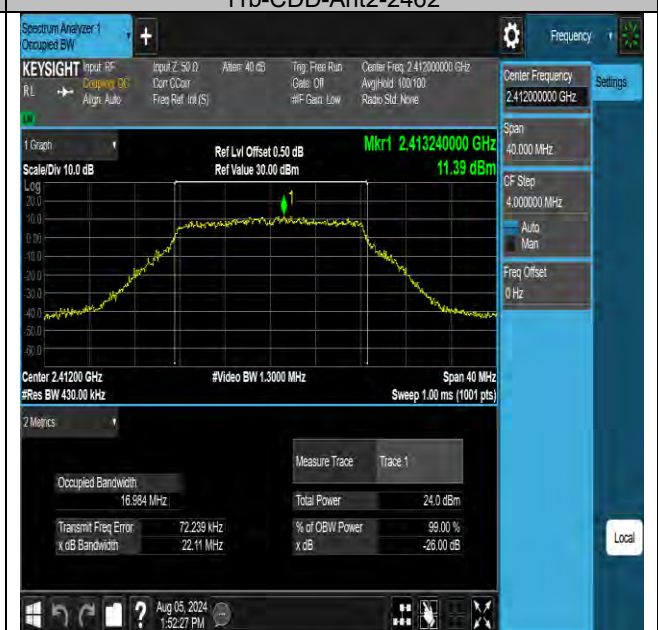 11b-CDD-Ant2-2462
Spectrum Analyzer 1
Occupied BW
+
Frequency
KEYSIGHT
RL
Input: RF
Coupling: DC
Align: Auto
Input Z: 50 Ω
Corr CCorr
Freq Ref: Int (S)
Atten: 40 dB
Trig: Free Run
Gate: Off
#IF Gain: Low
Center Freq: 2.412000000 GHz
Avg|Hold: 100/100
Radio Std: None
Center Frequency
2.412000000 GHz
Settings
Span
40.000 MHz
CF Step
4.000000 MHz
Auto
Man
Freq Offset
0 Hz
1 Graph
Scale/Div 10.0 dB
Ref Lvl Offset 0.50 dB
Ref Value 30.00 dBm
Mkr1 2.413240000 GHz
11.39 dBm
Log
20.0
10.0
0.00
-10.0
-20.0
-30.0
-40.0
-50.0
-60.0
1
Center 2.41200 GHz
#Res BW 430.00 kHz
#Video BW 1.3000 MHz
Span 40 MHz
Sweep 1.00 ms (1001 pts)
2 Metrics
Measure Trace Trace 1
Occupied Bandwidth
16.984 MHz
Total Power 24.0 dBm
Transmit Freq Error 72.239 kHz
% of OBW Power 99.00 %
x dB Bandwidth 22.11 MHz
x dB -26.00 dB
Local
?
Aug 05, 2024
1:52:27 PM